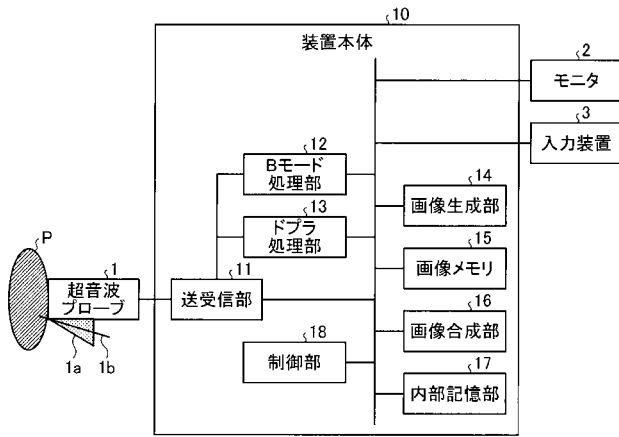 10
装置本体
2
モニタ
3
入力装置
12
Bモード
処理部
13
ドプラ
処理部
14
画像生成部
15
画像メモリ
P
1
超音波
プローブ
11
送受信部
16
画像合成部
18
制御部
17
内部記憶部
1a
1b